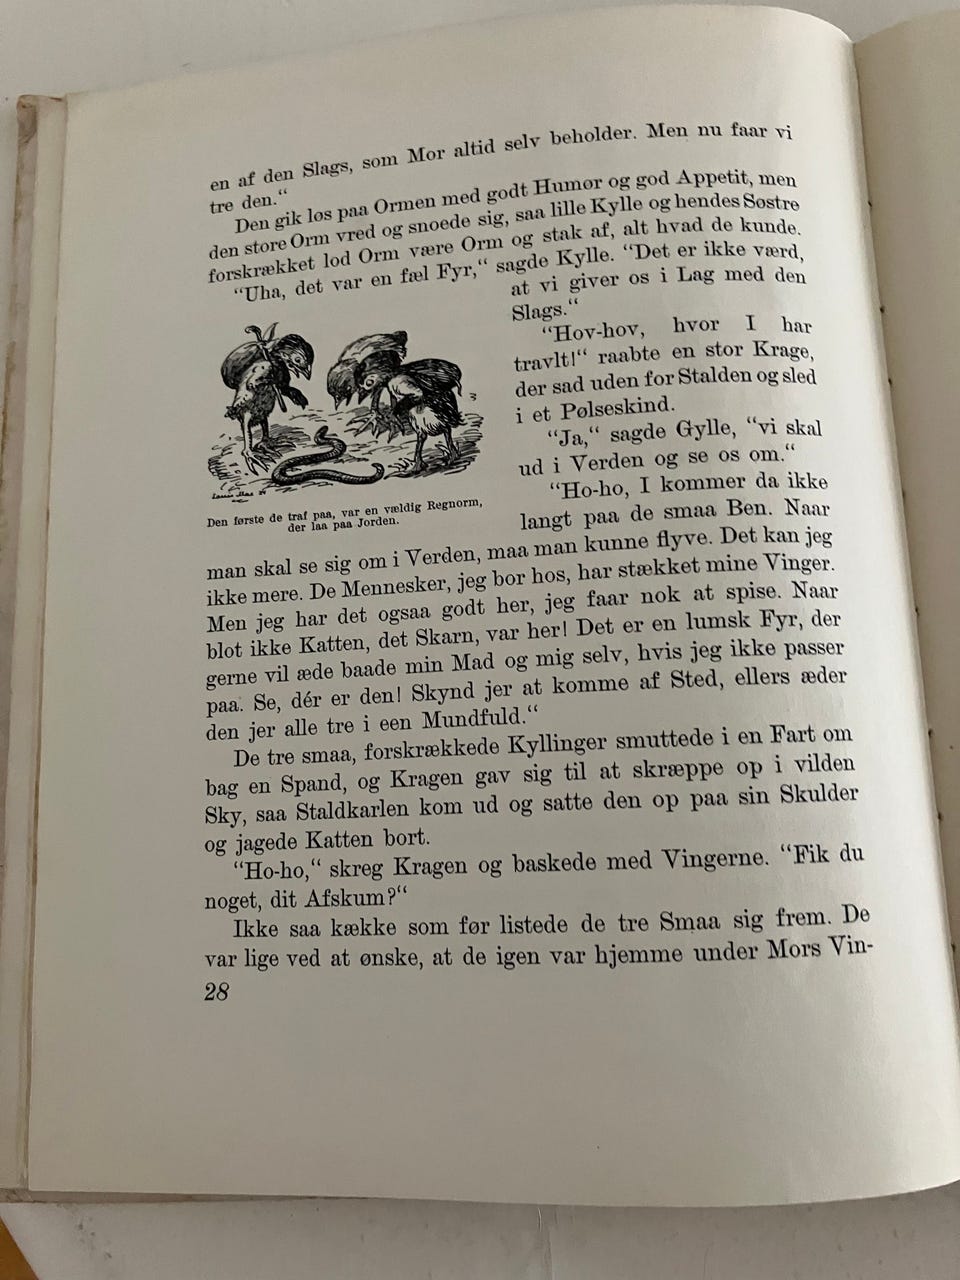 en af den Slags, som Mor altid selv beholder. Men nu faar vi
tre den.“
Den gik løs paa Ormen med godt Humør og god Appetit, men
den store Orm vred og snoede sig, saa lille Kylle og hendes Søstre
forskrækket lod Orm være Orm og stak af, alt hvad de kunde.
“Uha, det var en fæl Fyr,“ sagde Kylle. “Det er ikke værd,
at vi giver os i Lag med den
Slags.“
“Hov-hov, hvor I har
travlt!“ raabte en stor Krage,
der sad uden for Stalden og sled
i et Pølseskind.
“Ja,“ sagde Gylle, “vi skal
ud i Verden og se os om.“
“Ho-ho, I kommer da ikke
langt paa de smaa Ben. Naar
Den første de traf paa, var en vældig Regnorm,
der laa paa Jorden.
man skal se sig om i Verden, maa man kunne flyve. Det kan jeg
ikke mere. De Mennesker, jeg bor hos, har stækket mine Vinger.
Men jeg har det ogsaa godt her, jeg faar nok at spise. Naar
blot ikke Katten, det Skarn, var her! Det er en lumsk Fyr, der
gerne vil æde baade min Mad og mig selv, hvis jeg ikke passer
paa. Se, dér er den! Skynd jer at komme af Sted, ellers æder
den jer alle tre i een Mundfuld.“
De tre smaa, forskrækkede Kyllinger smuttede i en Fart om
bag en Spand, og Kragen gav sig til at skræppe op i vilden
Sky, saa Staldkarlen kom ud og satte den op paa sin Skulder
og jagede Katten bort.
“Ho-ho,“ skreg Kragen og baskede med Vingerne. “Fik du
noget, dit Afskum?“
Ikke saa kække som før listede de tre Smaa sig frem. De
var lige ved at ønske, at de igen var hjemme under Mors Vin-
28